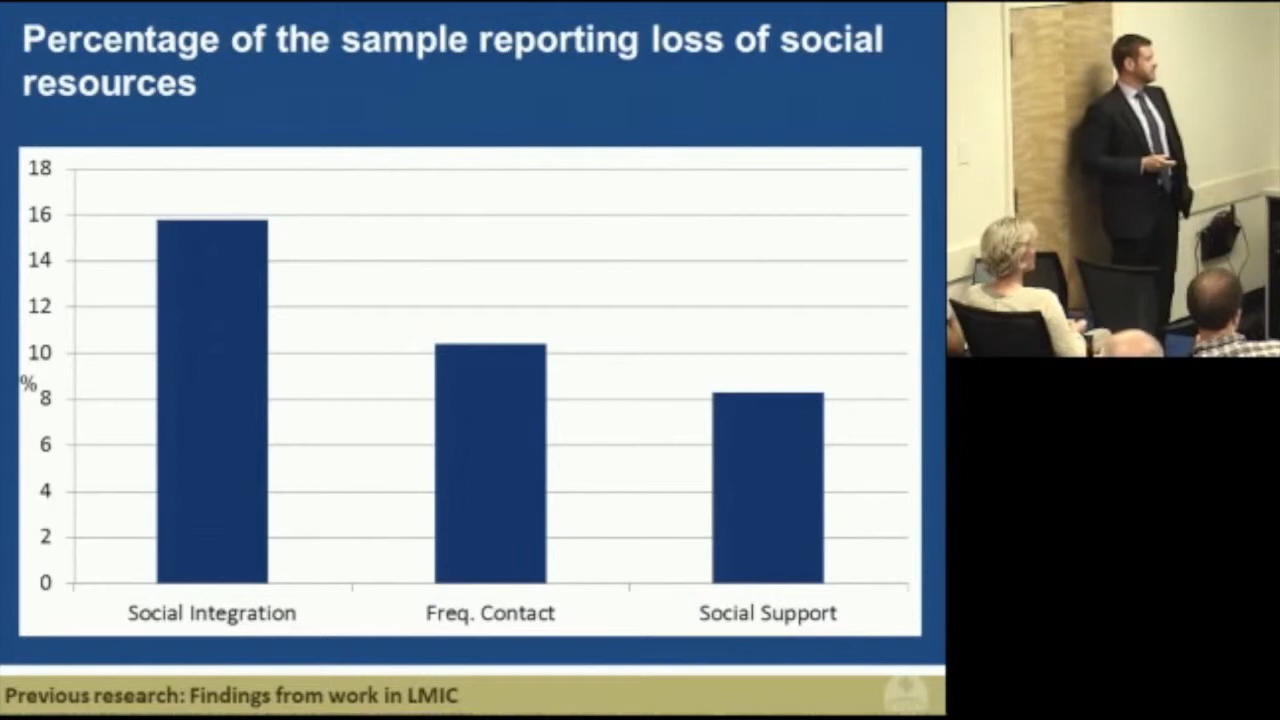 Percentage of the sample reporting loss of social
resources
18
16
14
12
10
%
8
6
4
2
0
Social Integration
Freq. Contact
Social Support
Previous research: Findings from work in LMIC